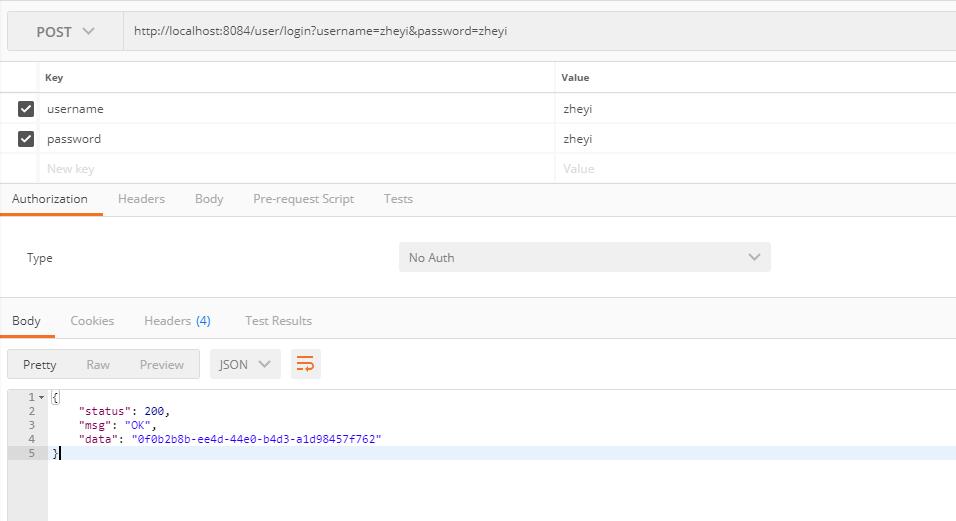 POST http://localhost:8084/user/login?username=zheyi&password=zheyi
Key Value
username zheyi
password zheyi
New key Value
Authorization Headers Body Pre-request Script Tests
Type No Auth
Body Cookies Headers (4) Test Results
Pretty Raw Preview JSON
1 {
2 "status": 200,
3 "msg": "OK",
4 "data": "0f0b2b8b-ee4d-44e0-b4d3-a1d98457f762"
5 }